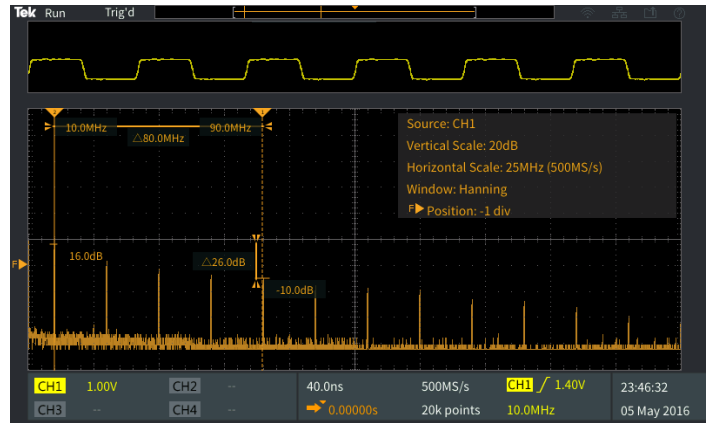 Tek Run Trig'd
2 1
10.0MHz 90.0MHz
△80.0MHz
Source: CH1
Vertical Scale: 20dB
Horizontal Scale: 25MHz (500MS/s)
Window: Hanning
F Position: -1 div
16.0dB
△26.0dB
F
-10.0dB
CH1 1.00V CH2 -- 40.0ns 500MS/s CH1 1.40V 23:46:32
CH3 -- CH4 -- 0.00000s 20k points 10.0MHz 05 May 2016